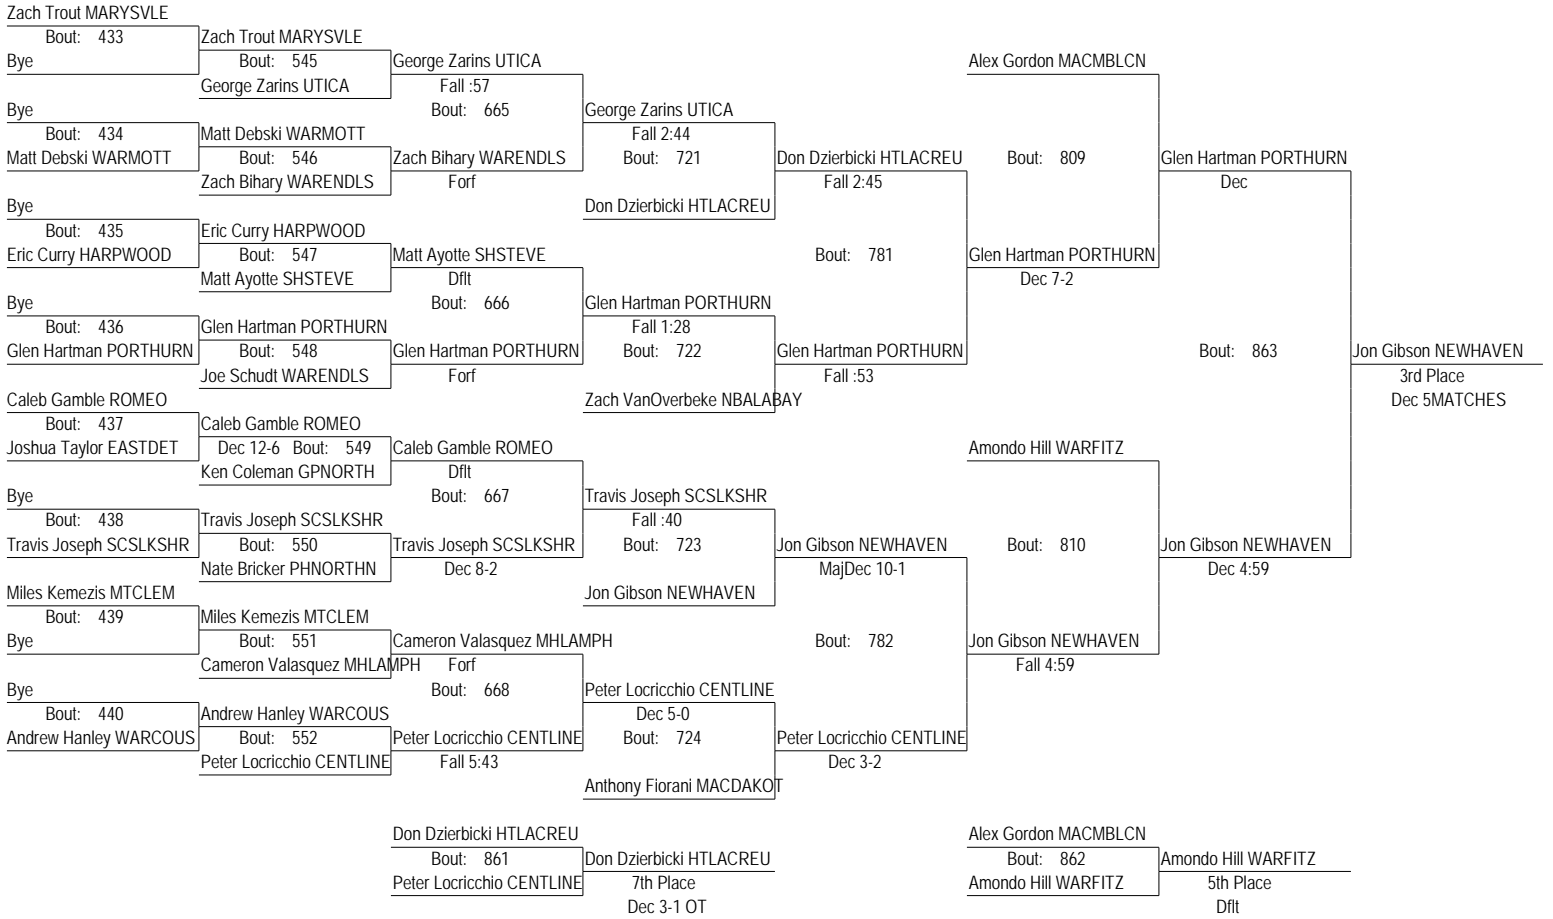 Zach Trout MARYSVLE
Bout: 433 Zach Trout MARYSVLE
Bye Bout: 545 George Zarins UTICA Alex Gordon MACMBLCN
George Zarins UTICA Fall :57
Bye Bout: 665 George Zarins UTICA
Bout: 434 Matt Debski WARMOTT Fall 2:44
Matt Debski WARMOTT Bout: 546 Zach Bihary WARENDLS Bout: 721 Don Dzierbicki HTLACREU Bout: 809 Glen Hartman PORTHURN
Zach Bihary WARENDLS Forf Fall 2:45 Dec
Bye Don Dzierbicki HTLACREU
Bout: 435 Eric Curry HARPWOOD
Eric Curry HARPWOOD Bout: 547 Matt Ayotte SHSTEVE Bout: 781 Glen Hartman PORTHURN
Matt Ayotte SHSTEVE Dflt Dec 7-2
Bye Bout: 666 Glen Hartman PORTHURN
Bout: 436 Glen Hartman PORTHURN Fall 1:28
Glen Hartman PORTHURN Bout: 548 Glen Hartman PORTHURN Bout: 722 Glen Hartman PORTHURN Bout: 863 Jon Gibson NEWHAVEN
Joe Schudt WARENDLS Forf Fall :53 3rd Place
Caleb Gamble ROMEO Zach VanOverbeke NBALABAY Dec 5MATCHES
Bout: 437 Caleb Gamble ROMEO
Joshua Taylor EASTDET Dec 12-6 Bout: 549 Caleb Gamble ROMEO Amondo Hill WARFITZ
Ken Coleman GPNORTH Dflt
Bye Bout: 667 Travis Joseph SCSLKSHR
Bout: 438 Travis Joseph SCSLKSHR Fall :40
Travis Joseph SCSLKSHR Bout: 550 Travis Joseph SCSLKSHR Bout: 723 Jon Gibson NEWHAVEN Bout: 810 Jon Gibson NEWHAVEN
Nate Bricker PHNORTHN Dec 8-2 MajDec 10-1 Dec 4:59
Miles Kemezis MTCLEM Jon Gibson NEWHAVEN
Bout: 439 Miles Kemezis MTCLEM
Bye Bout: 551 Cameron Valasquez MHLAMPH Bout: 782 Jon Gibson NEWHAVEN
Cameron Valasquez MHLAMPH Forf Fall 4:59
Bye Bout: 668 Peter Locricchio CENTLINE
Bout: 440 Andrew Hanley WARCOUS Dec 5-0
Andrew Hanley WARCOUS Bout: 552 Peter Locricchio CENTLINE Bout: 724 Peter Locricchio CENTLINE
Peter Locricchio CENTLINE Fall 5:43 Dec 3-2
Anthony Fiorani MACDAKOT
Don Dzierbicki HTLACREU Alex Gordon MACMBLCN
Bout: 861 Don Dzierbicki HTLACREU Bout: 862 Amondo Hill WARFITZ
Peter Locricchio CENTLINE 7th Place Amondo Hill WARFITZ 5th Place
Dec 3-1 OT Dflt